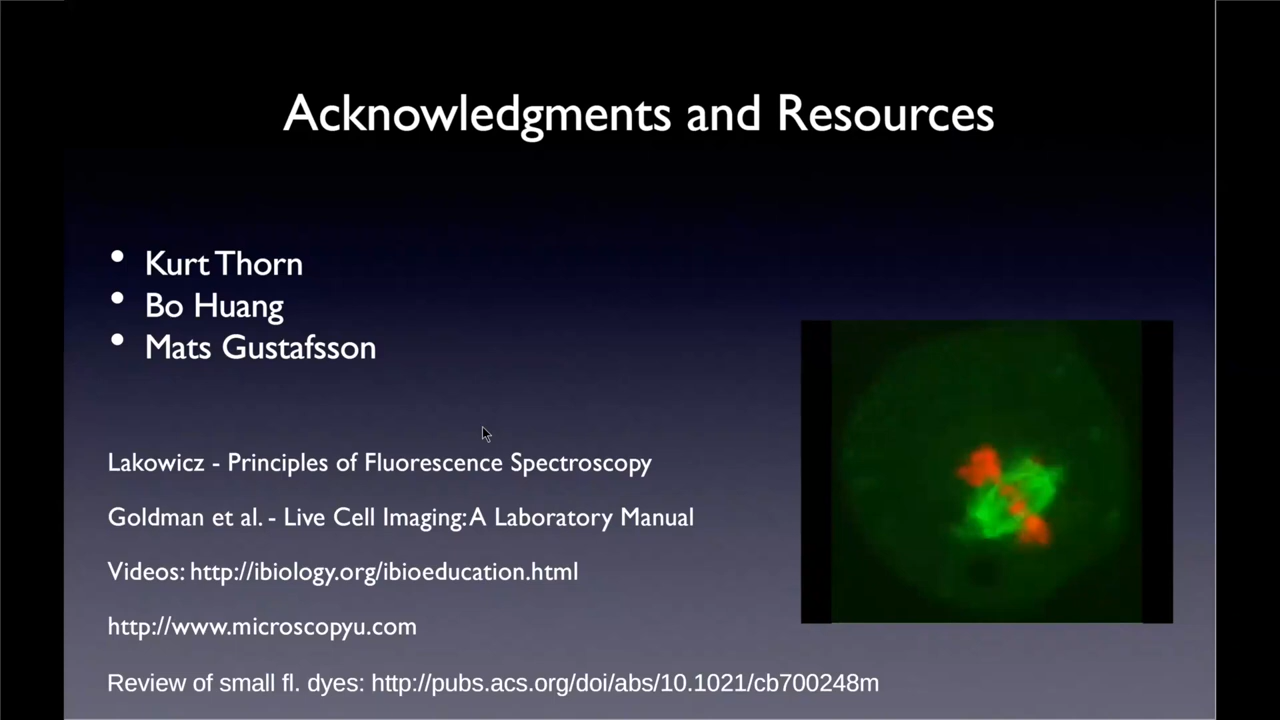 Acknowledgments and Resources
• Kurt Thorn
• Bo Huang
• Mats Gustafsson
Lakowicz - Principles of Fluorescence Spectroscopy
Goldman et al. - Live Cell Imaging: A Laboratory Manual
Videos: http://ibiology.org/ibioeducation.html
http://www.microscopyu.com
Review of small fl. dyes: http://pubs.acs.org/doi/abs/10.1021/cb700248m